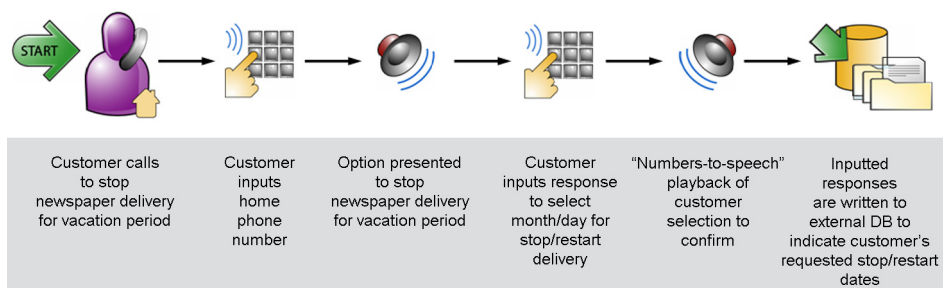 START
Customer calls
to stop
newspaper delivery
for vacation period
Customer
inputs
home
phone
number
Option presented
to stop
newspaper delivery
for vacation period
Customer
inputs response
to select
month/day for
stop/restart
delivery
“Numbers-to-speech”
playback of
customer
selection to
confirm
Inputted
responses
are written to
external DB to
indicate customer’s
requested stop/restart
dates